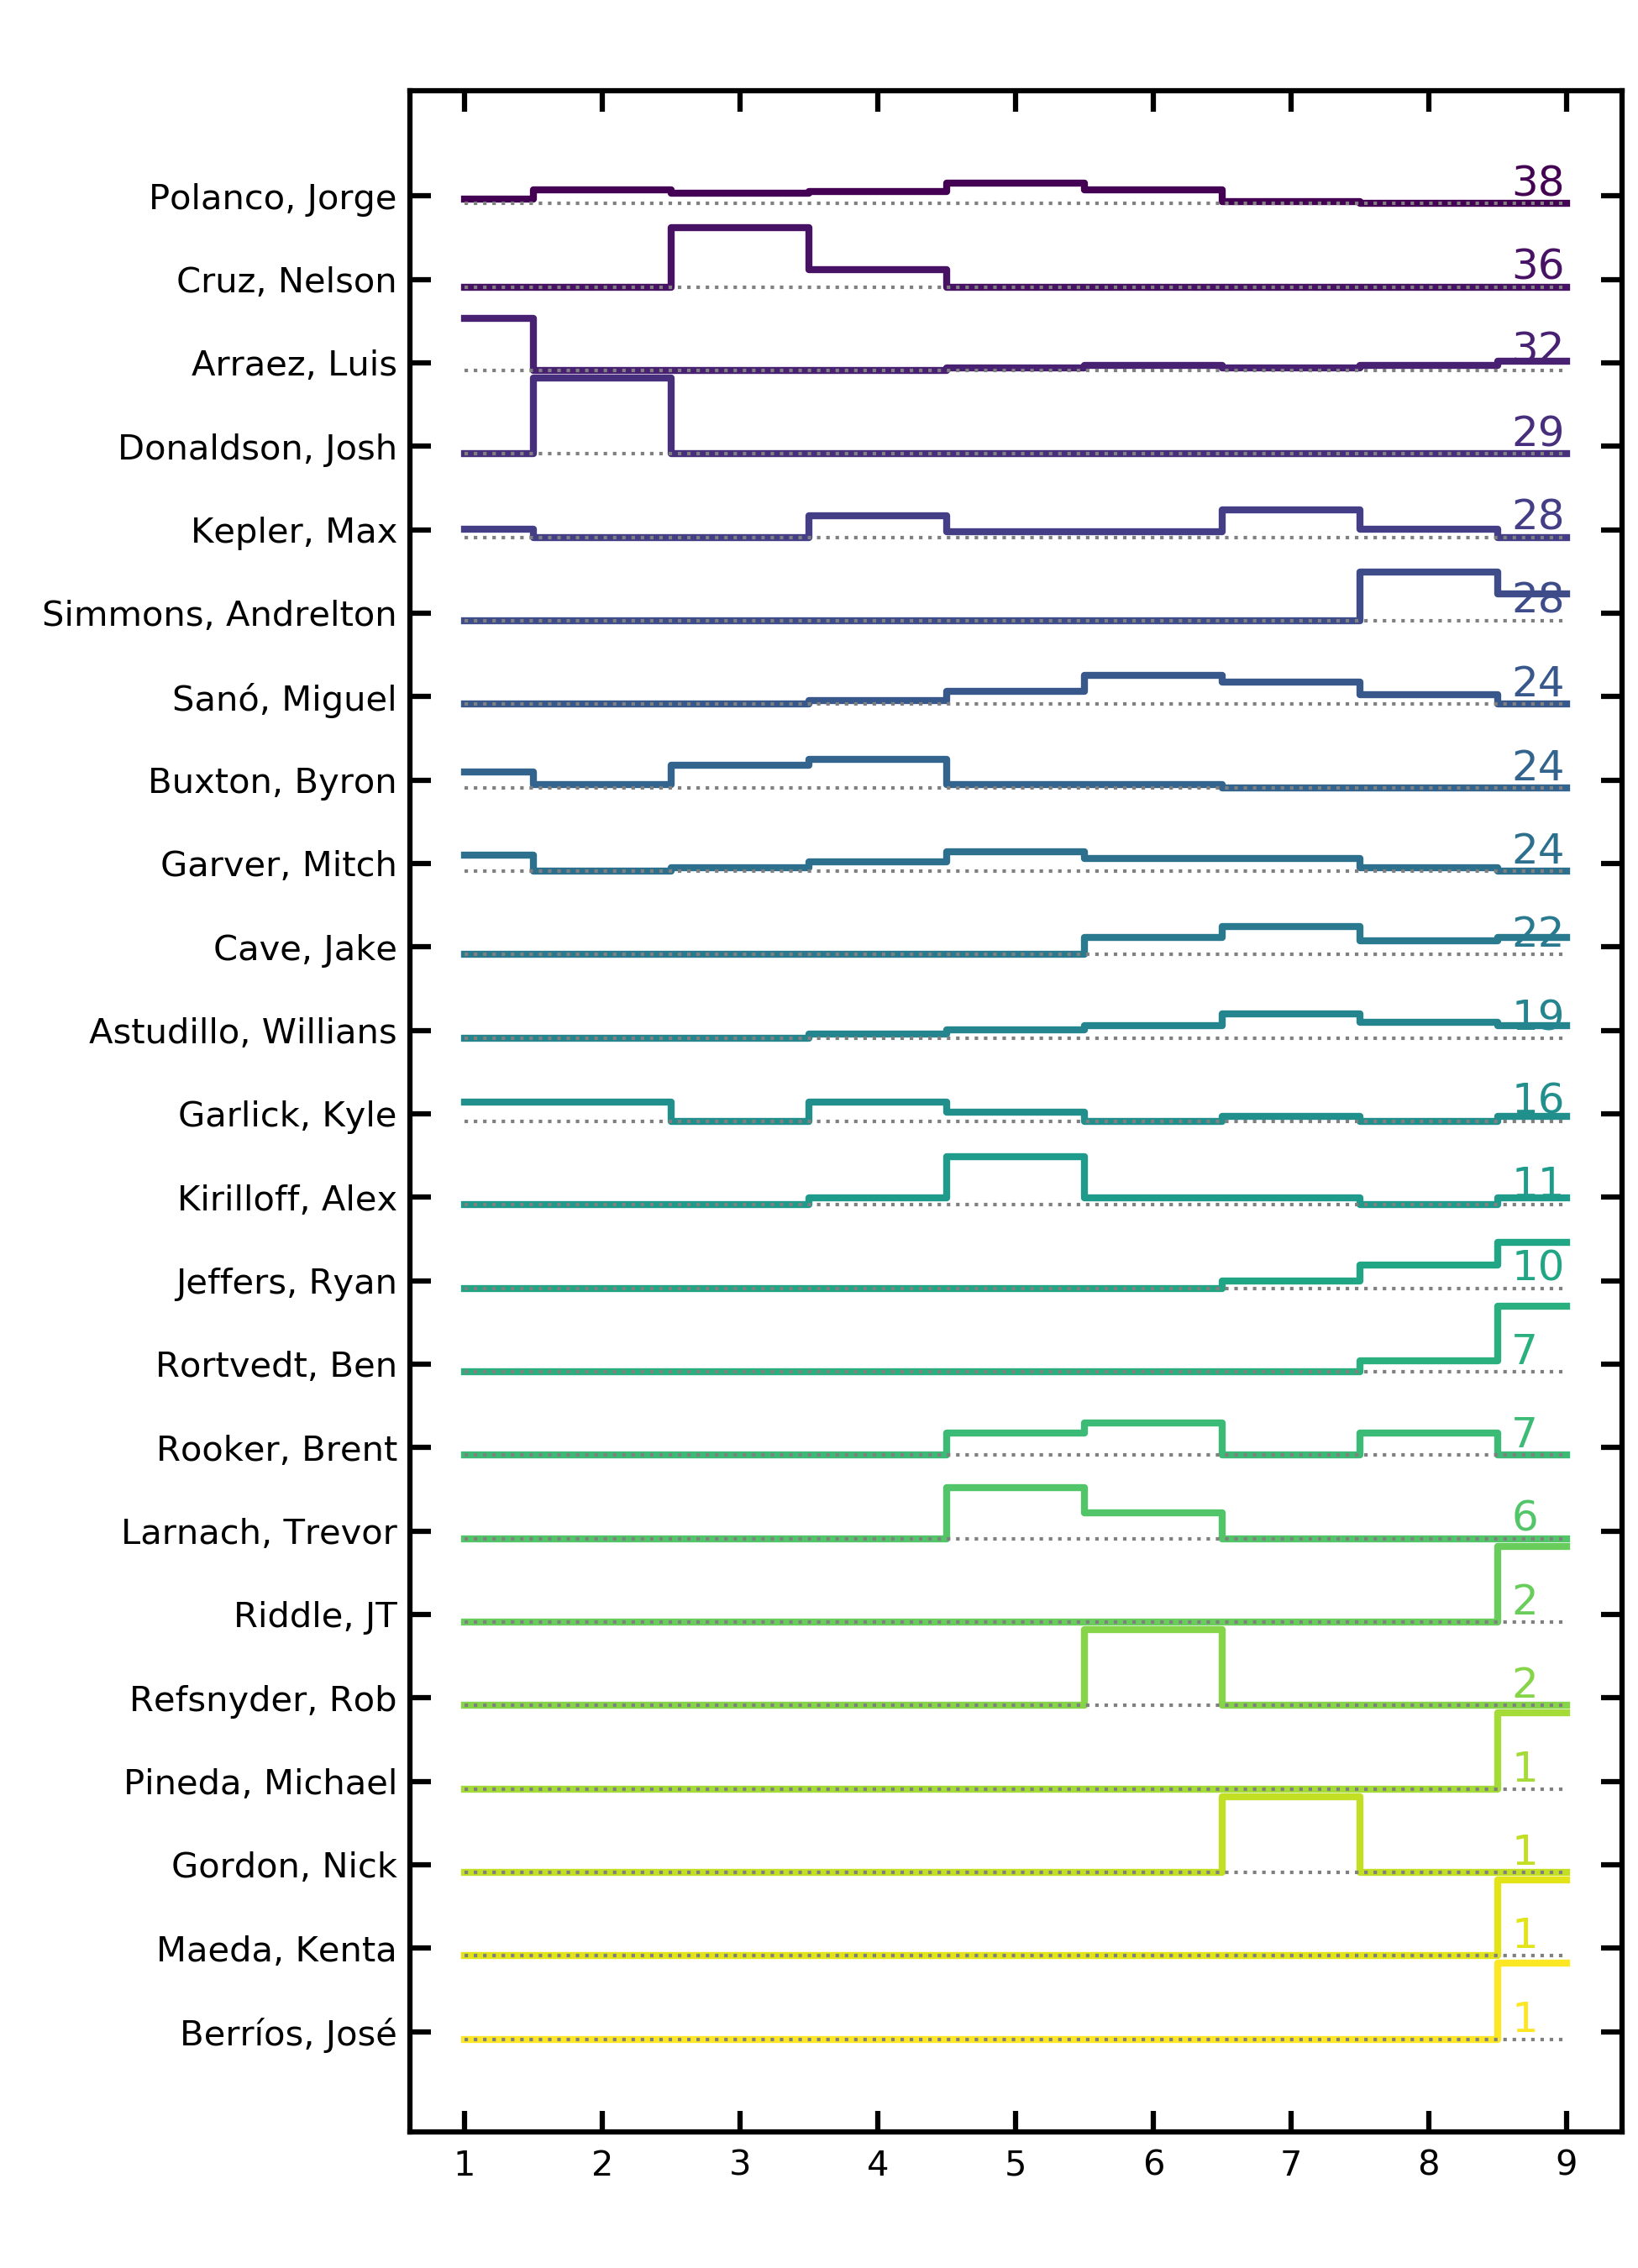 Polanco, Jorge 38
Cruz, Nelson 36
Arraez, Luis 32
Donaldson, Josh 29
Kepler, Max 28
Simmons, Andrelton 28
Sanó, Miguel 24
Buxton, Byron 24
Garver, Mitch 24
Cave, Jake 22
Astudillo, Willians 19
Garlick, Kyle 16
Kirilloff, Alex 11
Jeffers, Ryan 10
Rortvedt, Ben 7
Rooker, Brent 7
Larnach, Trevor 6
Riddle, JT 2
Refsnyder, Rob 2
Pineda, Michael 1
Gordon, Nick 1
Maeda, Kenta 1
Berríos, José 1
1 2 3 4 5 6 7 8 9